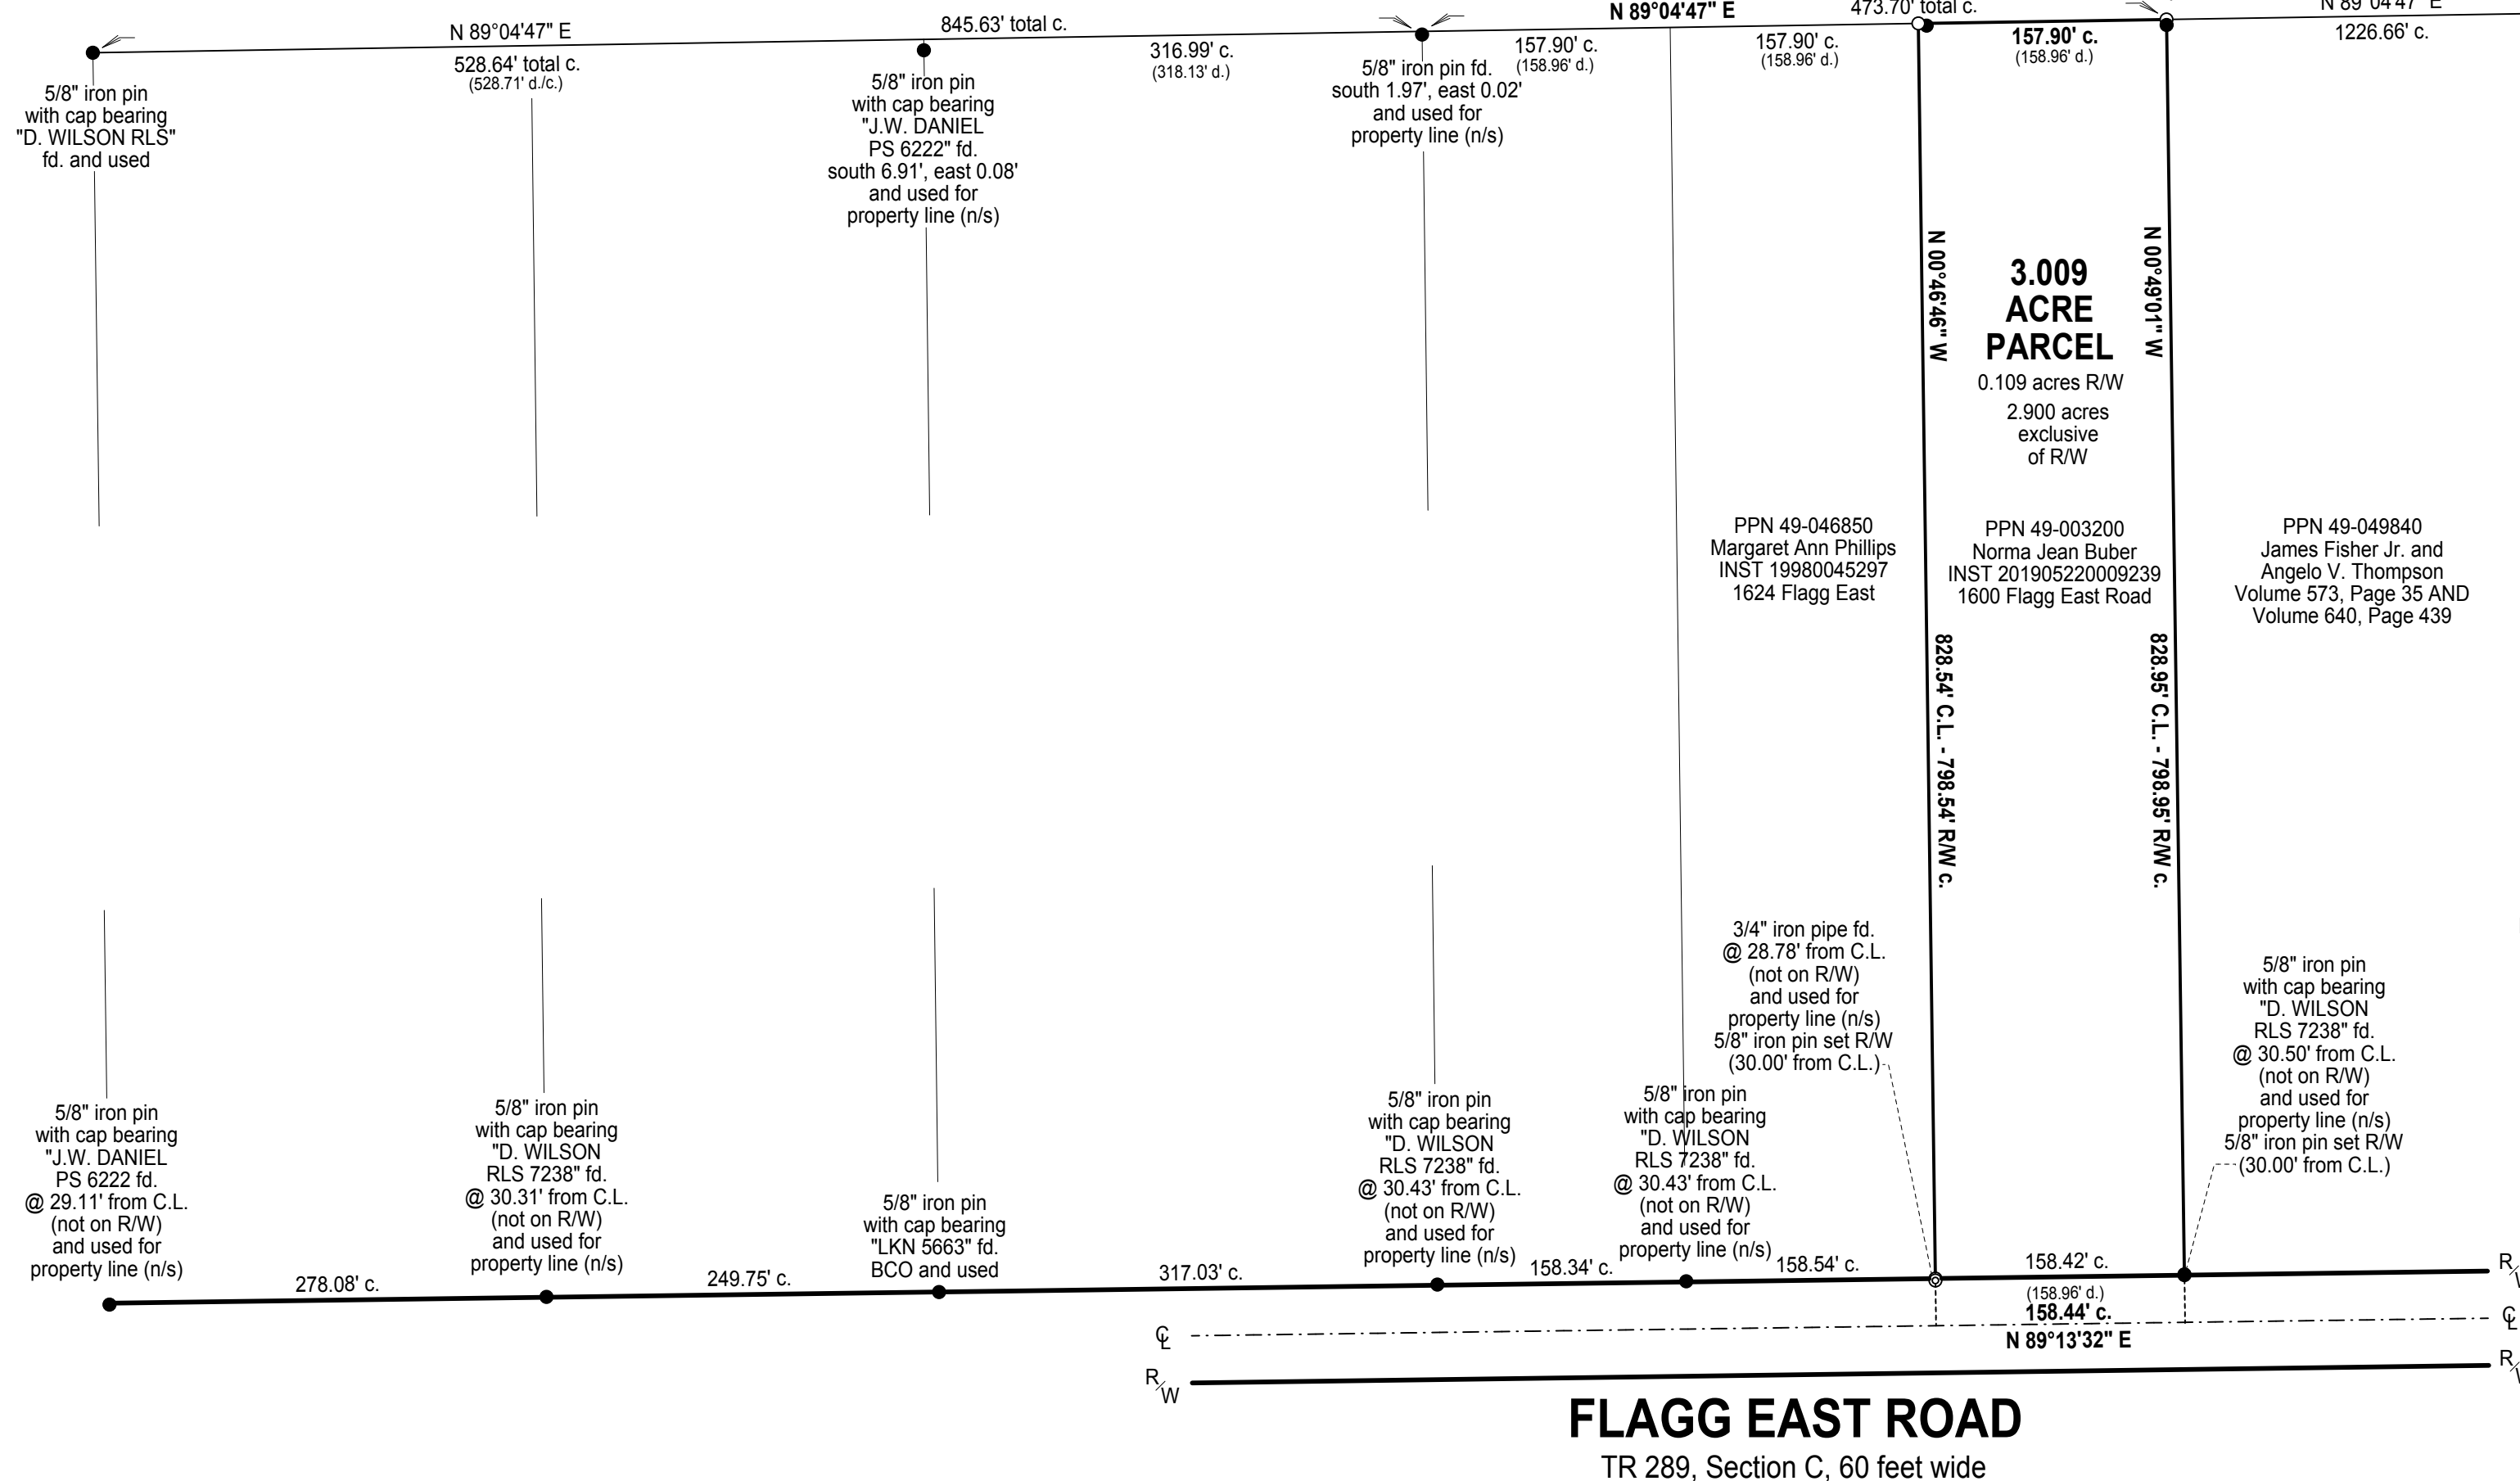 N 89°04'47" E
845.63' total c.
N 89°04'47" E
473.70' total c.
N 89°04'47" E
528.64' total c.
(528.71' d./c.)
316.99' c.
(318.13' d.)
157.90' c.
(158.96' d.)
157.90' c.
(158.96' d.)
157.90' c.
(158.96' d.)
1226.66' c.
5/8" iron pin
with cap bearing
"D. WILSON RLS"
fd. and used
5/8" iron pin
with cap bearing
"J.W. DANIEL
PS 6222" fd.
south 6.91', east 0.08'
and used for
property line (n/s)
5/8" iron pin fd.
south 1.97', east 0.02'
and used for
property line (n/s)
N 00°46'46" W
N 00°49'01" W
3.009
ACRE
PARCEL
0.109 acres R/W
2.900 acres
exclusive
of R/W
PPN 49-046850
Margaret Ann Phillips
INST 19980045297
1624 Flagg East
PPN 49-003200
Norma Jean Buber
INST 201905220009239
1600 Flagg East Road
PPN 49-049840
James Fisher Jr. and
Angelo V. Thompson
Volume 573, Page 35 AND
Volume 640, Page 439
828.54' C.L. - 798.54' R/W c.
828.95' C.L. - 798.95' R/W c.
3/4" iron pipe fd.
@ 28.78' from C.L.
(not on R/W)
and used for
property line (n/s)
5/8" iron pin set R/W
(30.00' from C.L.)
5/8" iron pin
with cap bearing
"D. WILSON
RLS 7238" fd.
@ 30.50' from C.L.
(not on R/W)
and used for
property line (n/s)
5/8" iron pin set R/W
(30.00' from C.L.)
5/8" iron pin
with cap bearing
"J.W. DANIEL
PS 6222 fd.
@ 29.11' from C.L.
(not on R/W)
and used for
property line (n/s)
5/8" iron pin
with cap bearing
"D. WILSON
RLS 7238" fd.
@ 30.31' from C.L.
(not on R/W)
and used for
property line (n/s)
5/8" iron pin
with cap bearing
"LKN 5663" fd.
BCO and used
5/8" iron pin
with cap bearing
"D. WILSON
RLS 7238" fd.
@ 30.43' from C.L.
(not on R/W)
and used for
property line (n/s)
5/8" iron pin
with cap bearing
"D. WILSON
RLS 7238" fd.
@ 30.43' from C.L.
(not on R/W)
and used for
property line (n/s)
278.08' c.
249.75' c.
317.03' c.
158.34' c.
158.54' c.
158.42' c.
(158.96' d.)
158.44' c.
N 89°13'32" E
R/W
℄
℄
R/W
R/W
FLAGG EAST ROAD
TR 289, Section C, 60 feet wide